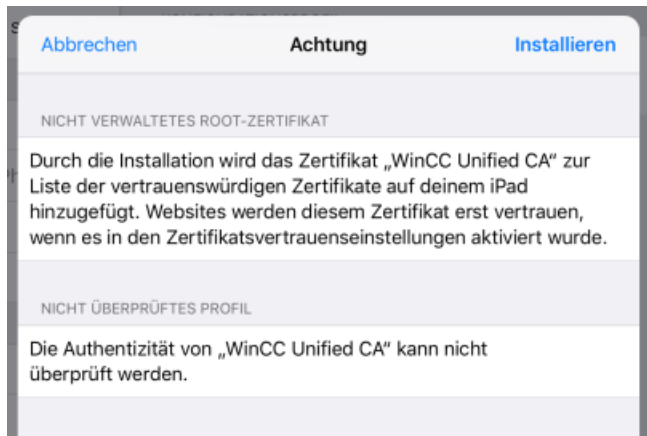 Abbrechen Achtung Installieren
NICHT VERWALTETES ROOT-ZERTIFIKAT
Durch die Installation wird das Zertifikat „WinCC Unified CA“ zur
Liste der vertrauenswürdigen Zertifikate auf deinem iPad
hinzugefügt. Websites werden diesem Zertifikat erst vertrauen,
wenn es in den Zertifikatsvertrauenseinstellungen aktiviert wurde.
NICHT ÜBERPRÜFTES PROFIL
Die Authentizität von „WinCC Unified CA“ kann nicht
überprüft werden.